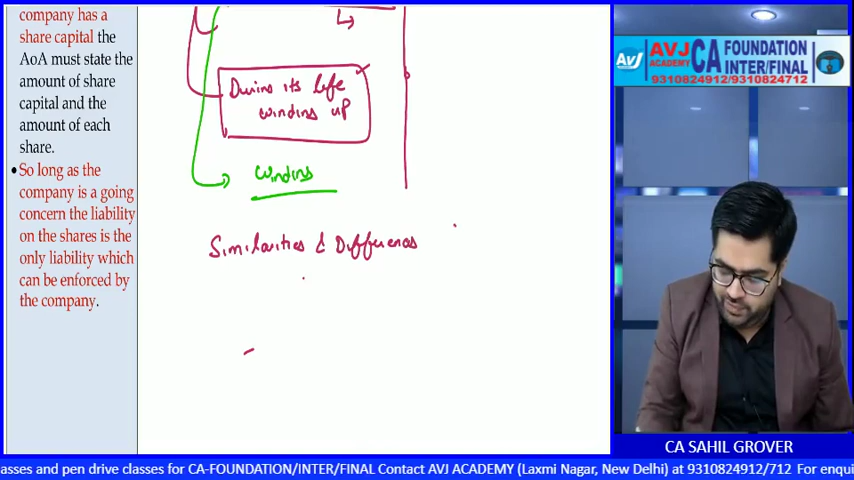 company has a
share capital the
AoA must state the
amount of share
capital and the
amount of each
share.
•So long as the
company is a going
concern the liability
on the shares is the
only liability which
can be enforced by
the company.
During its life
winding up
winding
Similarities & Differences
AVJ
AVJ
ACADEMY
CA
FOUNDATION
INTER/FINAL
9310824912/9310824712
CA SAHIL GROVER
asses and pen drive classes for CA-FOUNDATION/INTER/FINAL Contact AVJ ACADEMY (Laxmi Nagar, New Delhi) at 9310824912/712 For enqui